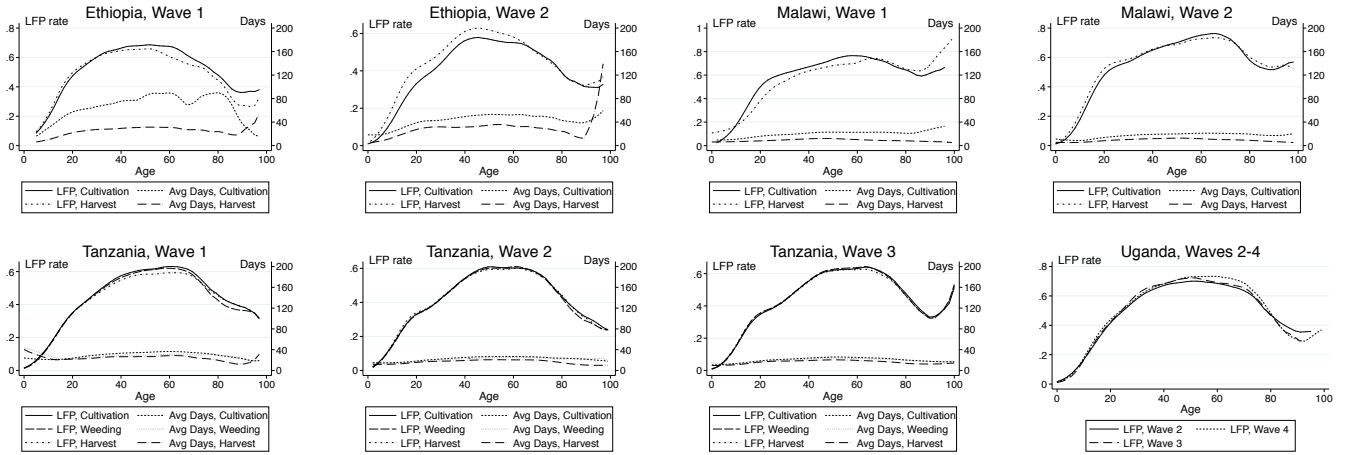 Ethiopia, Wave 1
LFP rate
Days
.8
.6
.4
.2
0
200
160
120
80
40
0
0 20 40 60 80 100
Age
LFP, Cultivation Avg Days, Cultivation
LFP, Harvest Avg Days, Harvest
Ethiopia, Wave 2
LFP rate
Days
.6
.4
.2
0
200
160
120
80
40
0
0 20 40 60 80 100
Age
LFP, Cultivation Avg Days, Cultivation
LFP, Harvest Avg Days, Harvest
Malawi, Wave 1
LFP rate
Days
1
.8
.6
.4
.2
0
200
160
120
80
40
0
0 20 40 60 80 100
Age
LFP, Cultivation Avg Days, Cultivation
LFP, Harvest Avg Days, Harvest
Malawi, Wave 2
LFP rate
Days
.8
.6
.4
.2
0
200
160
120
80
40
0
0 20 40 60 80 100
Age
LFP, Cultivation Avg Days, Cultivation
LFP, Harvest Avg Days, Harvest
Tanzania, Wave 1
LFP rate
Days
.6
.4
.2
0
200
160
120
80
40
0
0 20 40 60 80 100
Age
LFP, Cultivation Avg Days, Cultivation
LFP, Weeding Avg Days, Weeding
LFP, Harvest Avg Days, Harvest
Tanzania, Wave 2
LFP rate
Days
.6
.4
.2
0
200
160
120
80
40
0
0 20 40 60 80 100
Age
LFP, Cultivation Avg Days, Cultivation
LFP, Weeding Avg Days, Weeding
LFP, Harvest Avg Days, Harvest
Tanzania, Wave 3
LFP rate
Days
.6
.4
.2
0
200
160
120
80
40
0
0 20 40 60 80 100
Age
LFP, Cultivation Avg Days, Cultivation
LFP, Weeding Avg Days, Weeding
LFP, Harvest Avg Days, Harvest
Uganda, Waves 2-4
LFP rate
.8
.6
.4
.2
0
0 20 40 60 80 100
Age
LFP, Wave 2 LFP, Wave 4
LFP, Wave 3